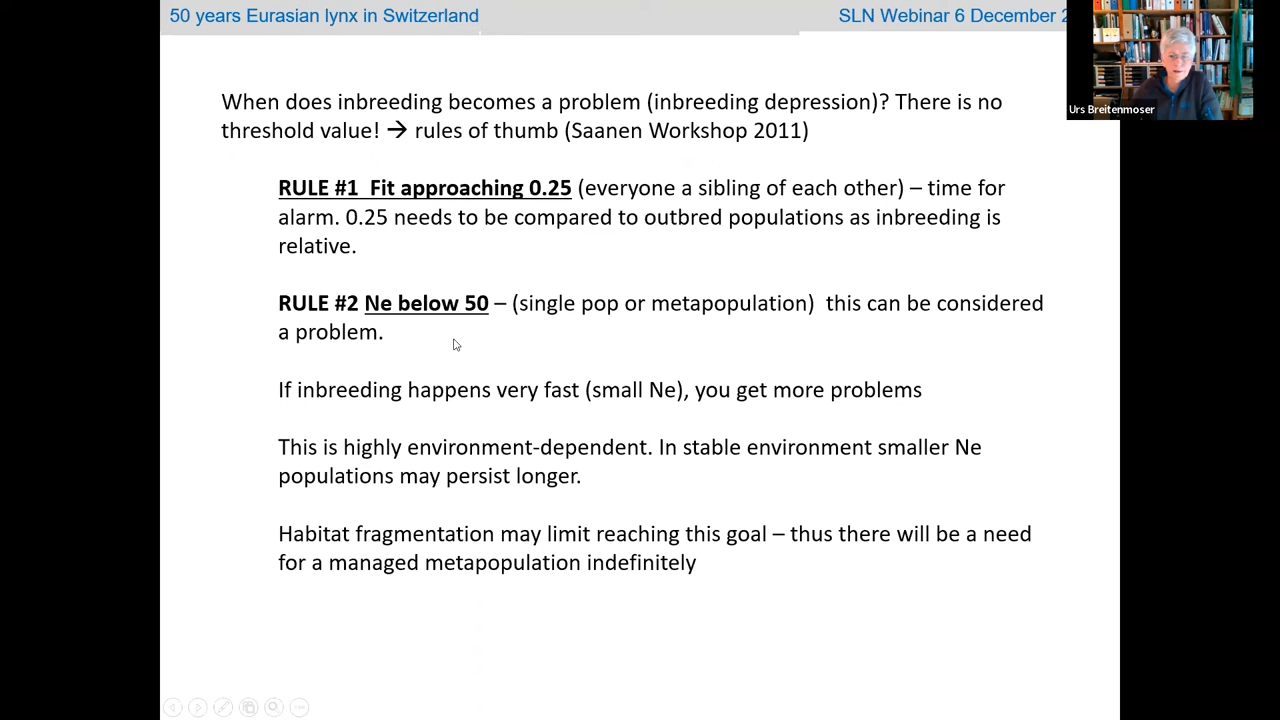 50 years Eurasian lynx in Switzerland
SLN Webinar 6 December
Urs Breitenmoser
When does inbreeding becomes a problem (inbreeding depression)? There is no
threshold value! → rules of thumb (Saanen Workshop 2011)
RULE #1 Fit approaching 0.25 (everyone a sibling of each other) – time for
alarm. 0.25 needs to be compared to outbred populations as inbreeding is
relative.
RULE #2 Ne below 50 – (single pop or metapopulation) this can be considered
a problem.
If inbreeding happens very fast (small Ne), you get more problems
This is highly environment-dependent. In stable environment smaller Ne
populations may persist longer.
Habitat fragmentation may limit reaching this goal – thus there will be a need
for a managed metapopulation indefinitely